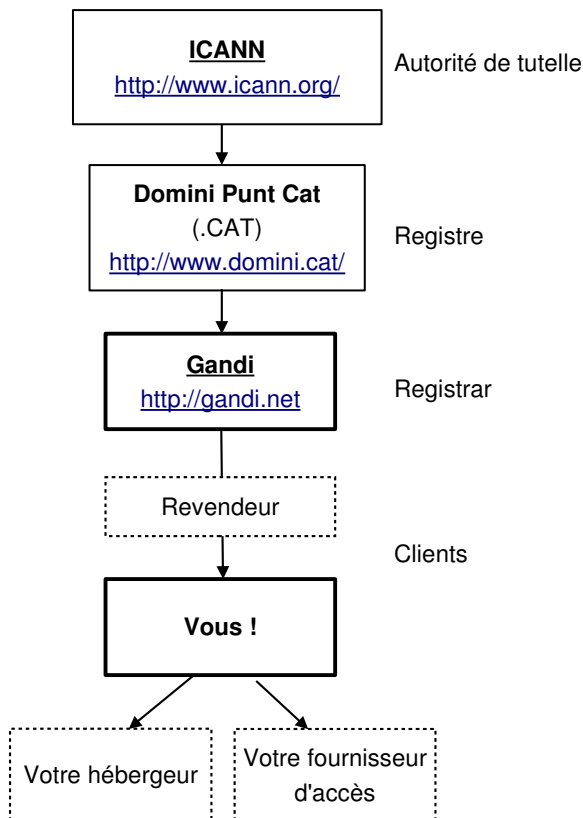 ICANN
http://www.icann.org/
Autorité de tutelle
Domini Punt Cat
(.CAT)
http://www.domini.cat/
Registre
Gandi
http://gandi.net
Registrar
Revendeur
Clients
Vous !
Votre hébergeur
Votre fournisseur
d'accès